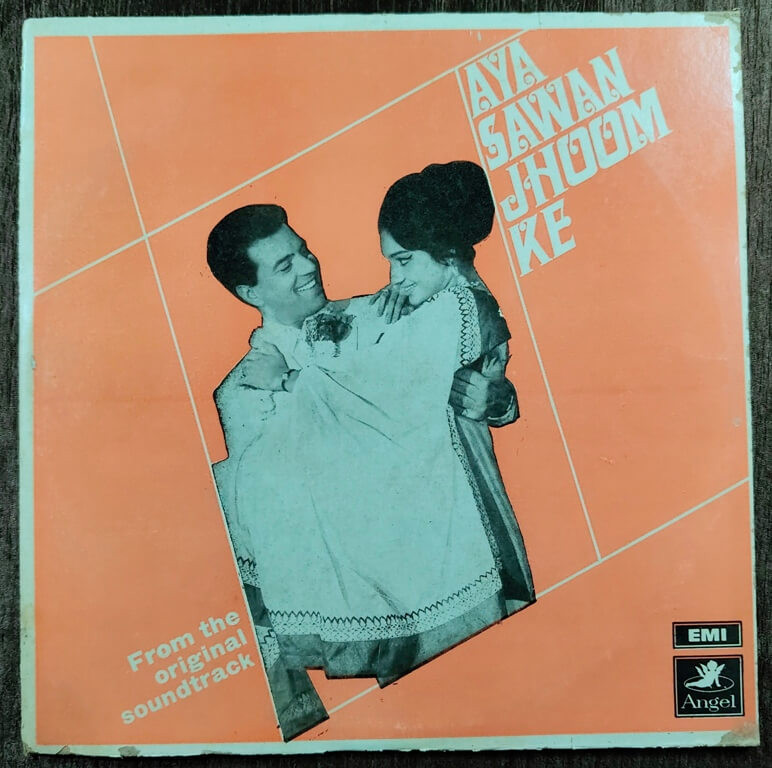 AYA
SAWAN
JHOOM
KE
From the
original
soundtrack
EMI
Angel